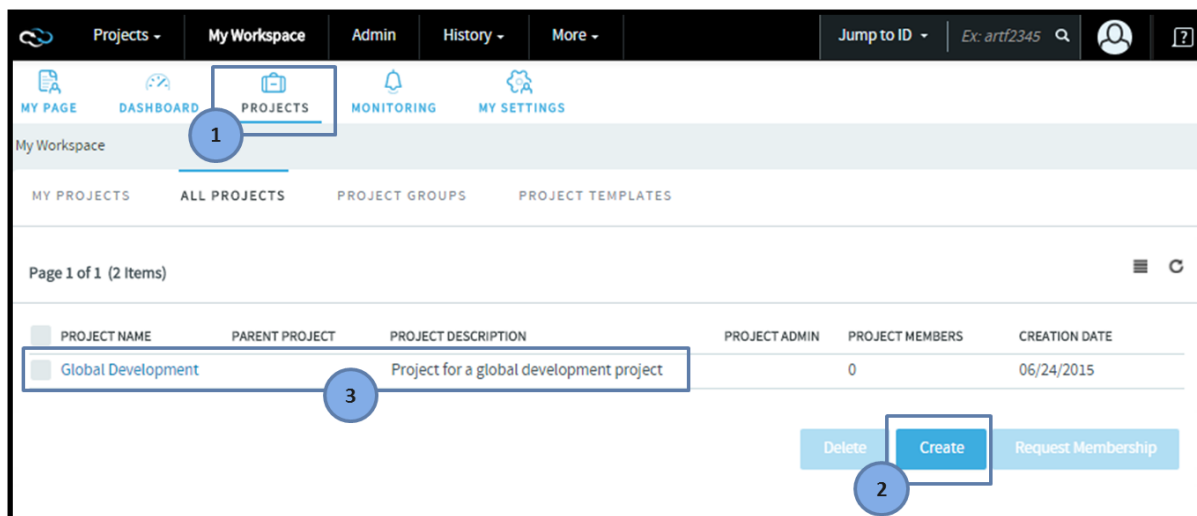 Projects My Workspace Admin History More Jump to ID Ex: artf2345 ?
MY PAGE DASHBOARD PROJECTS MONITORING MY SETTINGS
1
My Workspace
MY PROJECTS ALL PROJECTS PROJECT GROUPS PROJECT TEMPLATES
Page 1 of 1 (2 Items)
PROJECT NAME PARENT PROJECT PROJECT DESCRIPTION PROJECT ADMIN PROJECT MEMBERS CREATION DATE
Global Development Project for a global development project 0 06/24/2015
3
Delete Create Request Membership
2